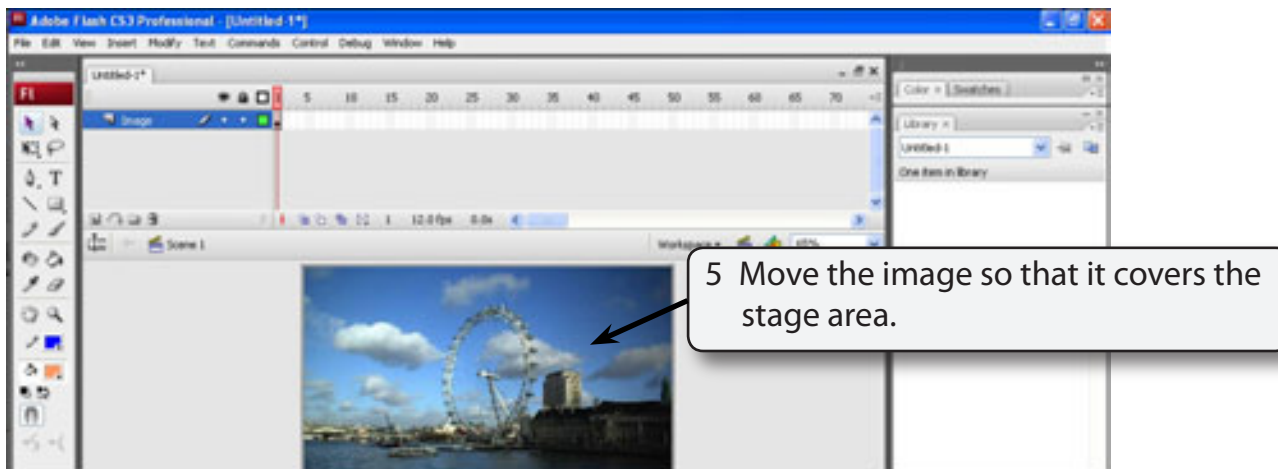 Adobe Flash CS3 Professional - [Untitled-1*]
File Edit View Insert Modify Text Commands Control Debug Window Help
Untitled-1*
Fl
5 10 15 20 25 30 35 40 45 50 55 60 65 70
Color × Swatches
Image
Library ×
Untitled-1
One item in library
T
1 12.0 fps 0.0s
Scene 1
Workspace
5 Move the image so that it covers the
stage area.